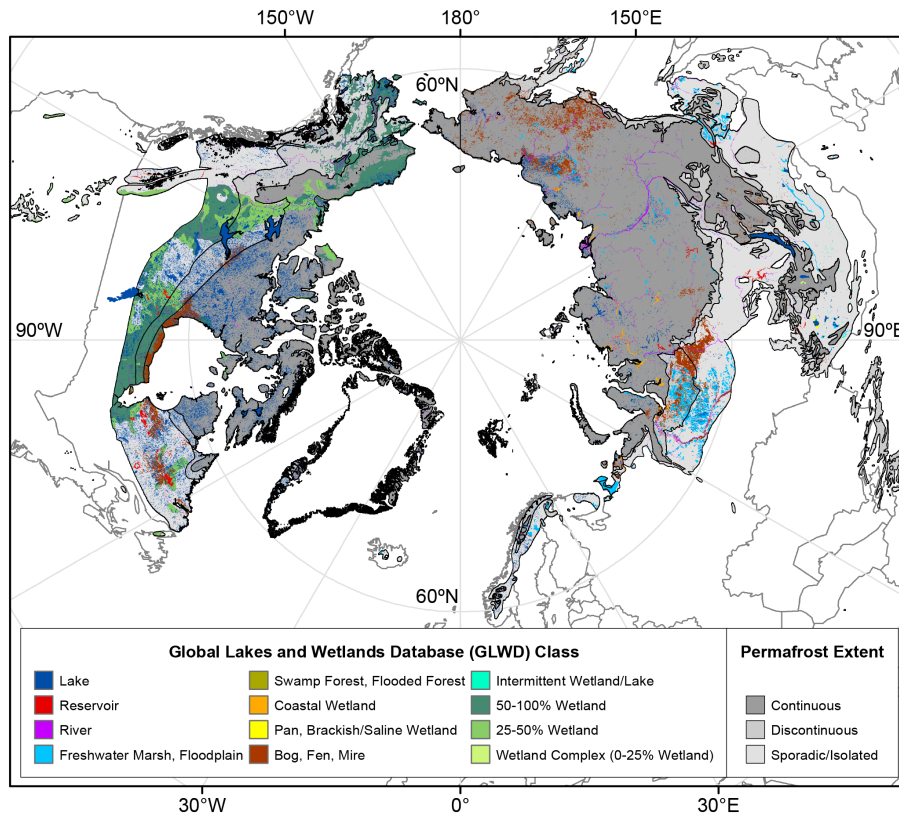 150°W 180° 150°E
60°N
90°W 90°E
60°N
Global Lakes and Wetlands Database (GLWD) Class
Lake
Reservoir
River
Freshwater Marsh, Floodplain
Swamp Forest, Flooded Forest
Coastal Wetland
Pan, Brackish/Saline Wetland
Bog, Fen, Mire
Intermittent Wetland/Lake
50-100% Wetland
25-50% Wetland
Wetland Complex (0-25% Wetland)
Permafrost Extent
Continuous
Discontinuous
Sporadic/Isolated
30°W 0° 30°E